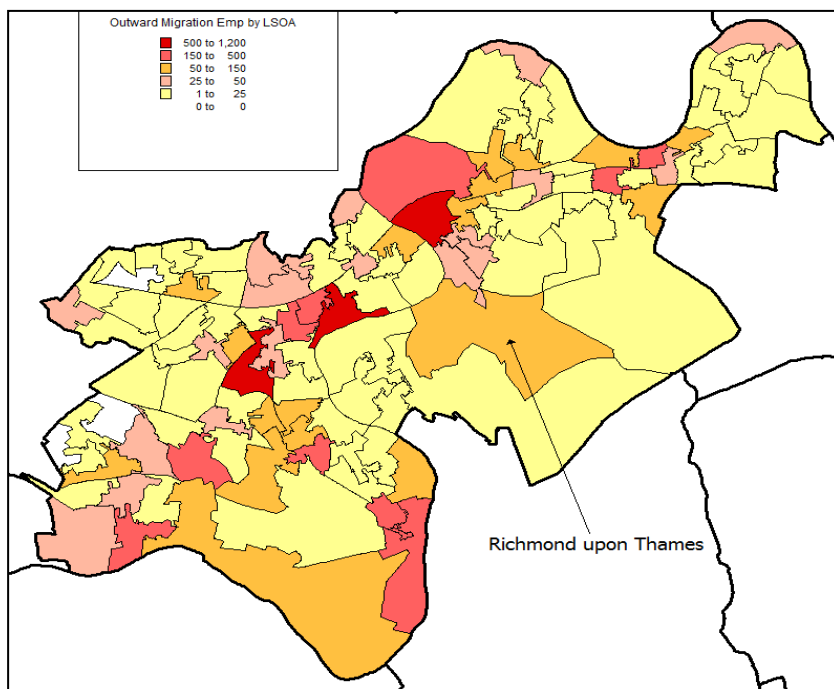 Outward Migration Emp by LSOA
500 to 1,200
150 to 500
50 to 150
25 to 50
1 to 25
0 to 0
Richmond upon Thames